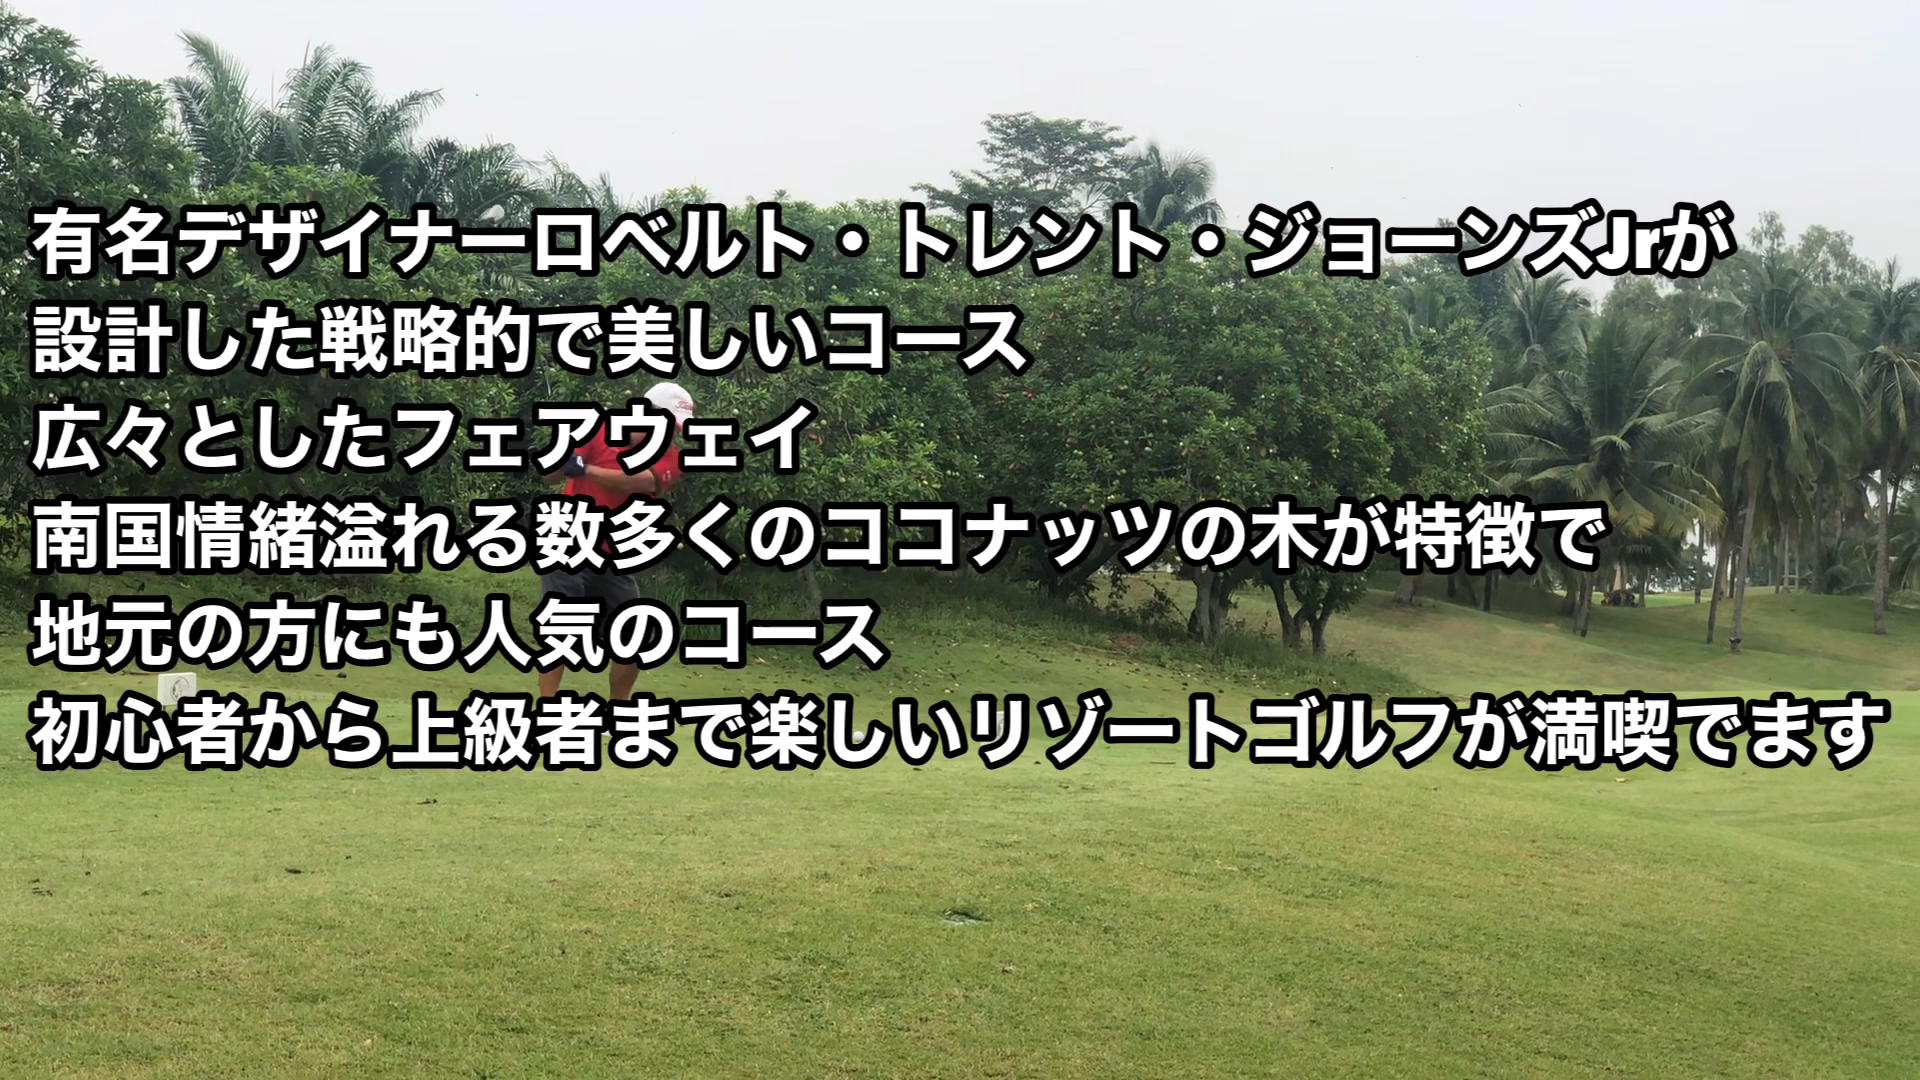 有名デザイナーロベルト・トレント・ジョーンズJrが
設計した戦略的で美しいコース
広々としたフェアウェイ
南国情緒溢れる数多くのココナッツの木が特徴で
地元の方にも人気のコース
初心者から上級者まで楽しいリゾートゴルフが満喫でます